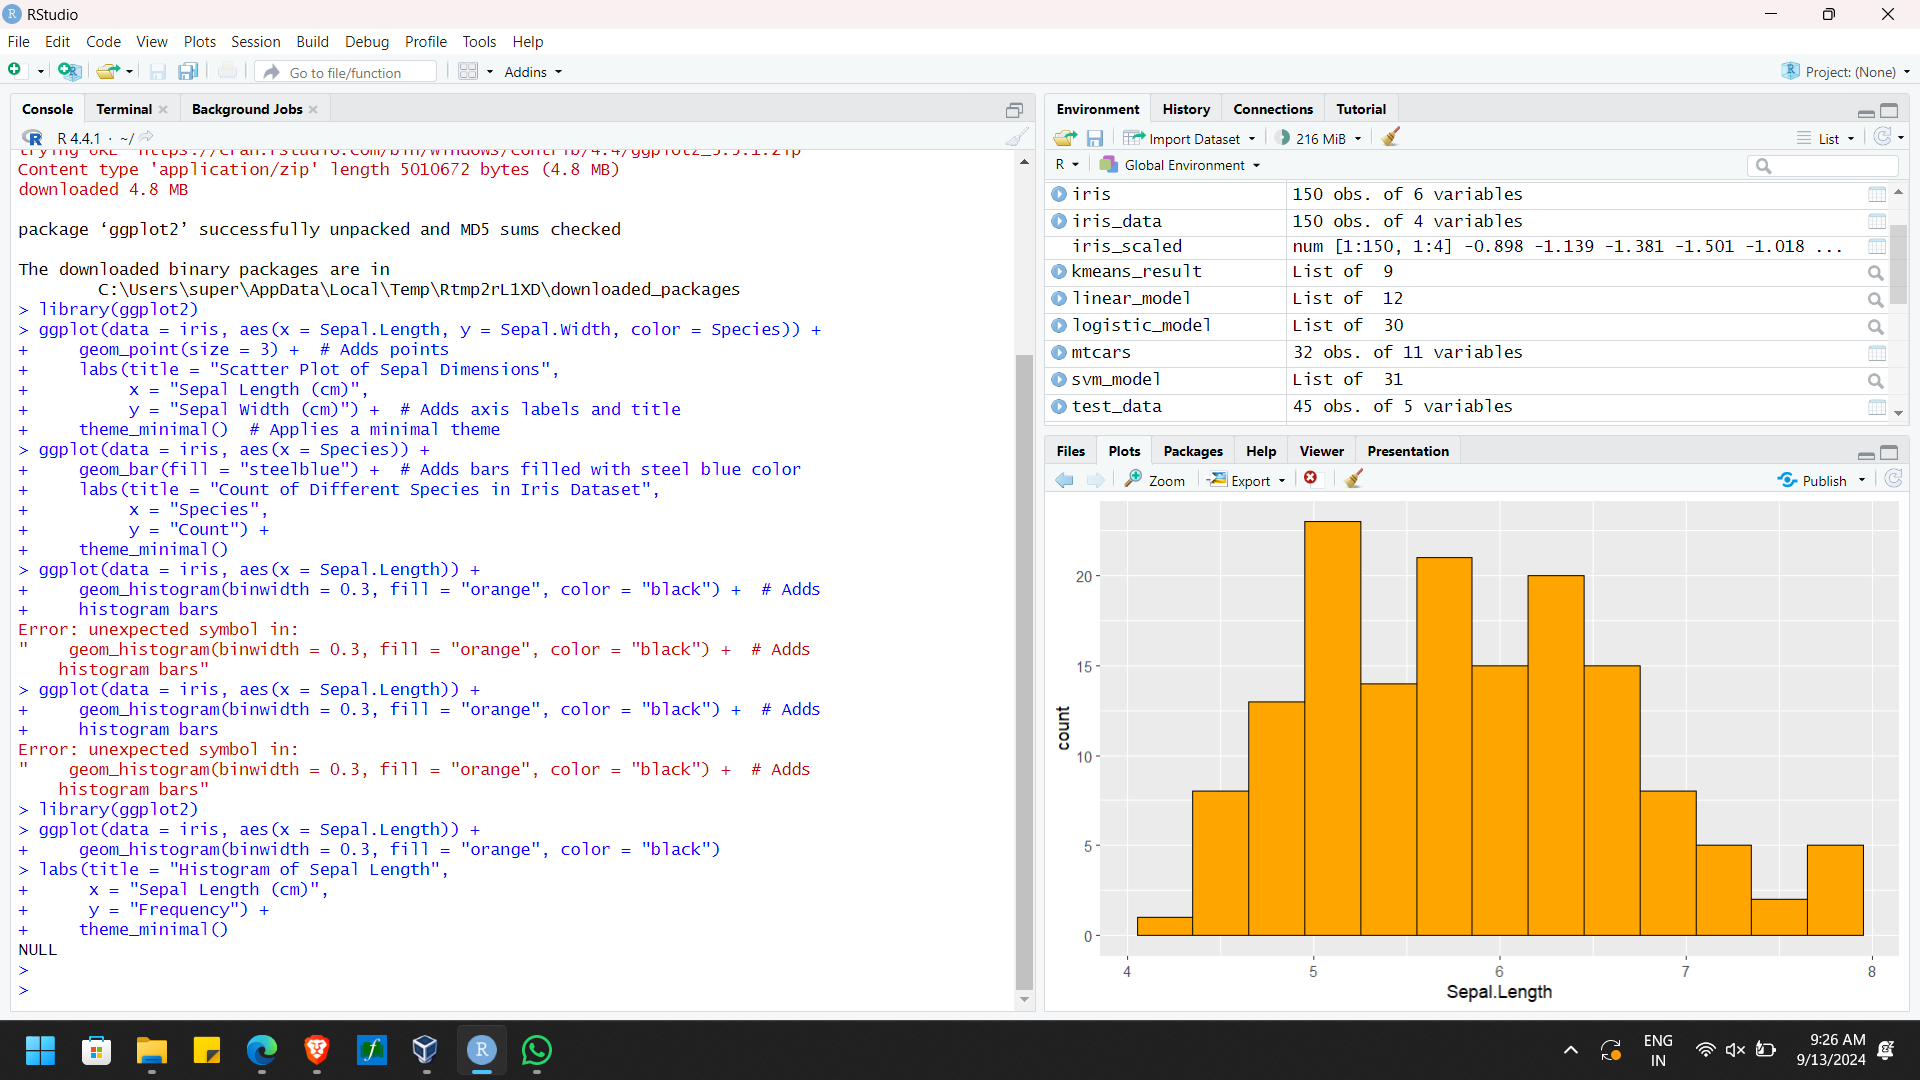 RStudio
File Edit Code View Plots Session Build Debug Profile Tools Help
Go to file/function Addins Project: (None)
Console Terminal Background Jobs
R 4.4.1 · ~/
trying URL 'https://cran.rstudio.com/bin/windows/contrib/4.4/ggplot2_3.5.1.zip'
Content type 'application/zip' length 5010672 bytes (4.8 MB)
downloaded 4.8 MB
package ‘ggplot2’ successfully unpacked and MD5 sums checked
The downloaded binary packages are in
C:\Users\super\AppData\Local\Temp\Rtmp2rL1XD\downloaded_packages
> library(ggplot2)
> ggplot(data = iris, aes(x = Sepal.Length, y = Sepal.Width, color = Species)) +
+     geom_point(size = 3) +  # Adds points
+     labs(title = "Scatter Plot of Sepal Dimensions",
+          x = "Sepal Length (cm)",
+          y = "Sepal Width (cm)") +  # Adds axis labels and title
+     theme_minimal()  # Applies a minimal theme
> ggplot(data = iris, aes(x = Species)) +
+     geom_bar(fill = "steelblue") +  # Adds bars filled with steel blue color
+     labs(title = "Count of Different Species in Iris Dataset",
+          x = "Species",
+          y = "Count") +
+     theme_minimal()
> ggplot(data = iris, aes(x = Sepal.Length)) +
+     geom_histogram(binwidth = 0.3, fill = "orange", color = "black") +  # Adds
+     histogram bars
Error: unexpected symbol in:
"    geom_histogram(binwidth = 0.3, fill = "orange", color = "black") +  # Adds
    histogram bars"
> ggplot(data = iris, aes(x = Sepal.Length)) +
+     geom_histogram(binwidth = 0.3, fill = "orange", color = "black") +  # Adds
+     histogram bars
Error: unexpected symbol in:
"    geom_histogram(binwidth = 0.3, fill = "orange", color = "black") +  # Adds
    histogram bars"
> library(ggplot2)
> ggplot(data = iris, aes(x = Sepal.Length)) +
+     geom_histogram(binwidth = 0.3, fill = "orange", color = "black")
> labs(title = "Histogram of Sepal Length",
+      x = "Sepal Length (cm)",
+      y = "Frequency") +
+     theme_minimal()
NULL
>
>
Environment History Connections Tutorial
Import Dataset 216 MiB List
R Global Environment
iris 150 obs. of 6 variables
iris_data 150 obs. of 4 variables
iris_scaled num [1:150, 1:4] -0.898 -1.139 -1.381 -1.501 -1.018 ...
kmeans_result List of  9
linear_model List of  12
logistic_model List of  30
mtcars 32 obs. of 11 variables
svm_model List of  31
test_data 45 obs. of 5 variables
Files Plots Packages Help Viewer Presentation
Zoom Export Publish
20
15
10
5
0
count
4 5 6 7 8
Sepal.Length
ENG
IN
9:26 AM
9/13/2024